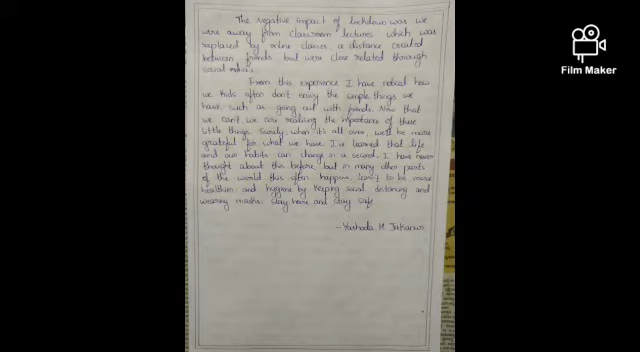 The negative impact of lockdown was we
were away from classroom lectures which was
replaced by online classes. a distance created
between friends but were close related through
social media's.
From this experience I have noticed how
we kids often don't enjoy the simple things we
have, such as going out with friends. Now that
we can't, we are realising the importance of these
little things. Surely when it's all over, we'll be more
grateful for what we have. I've learned that life
and our habits can change in a second. I have never
thought about this before, but in many other parts
of the world this often happens. learnt to be more
healthier and hygiene by keeping social distancing and
wearing masks. Stay home and stay safe
- Yashoda M.
Film Maker